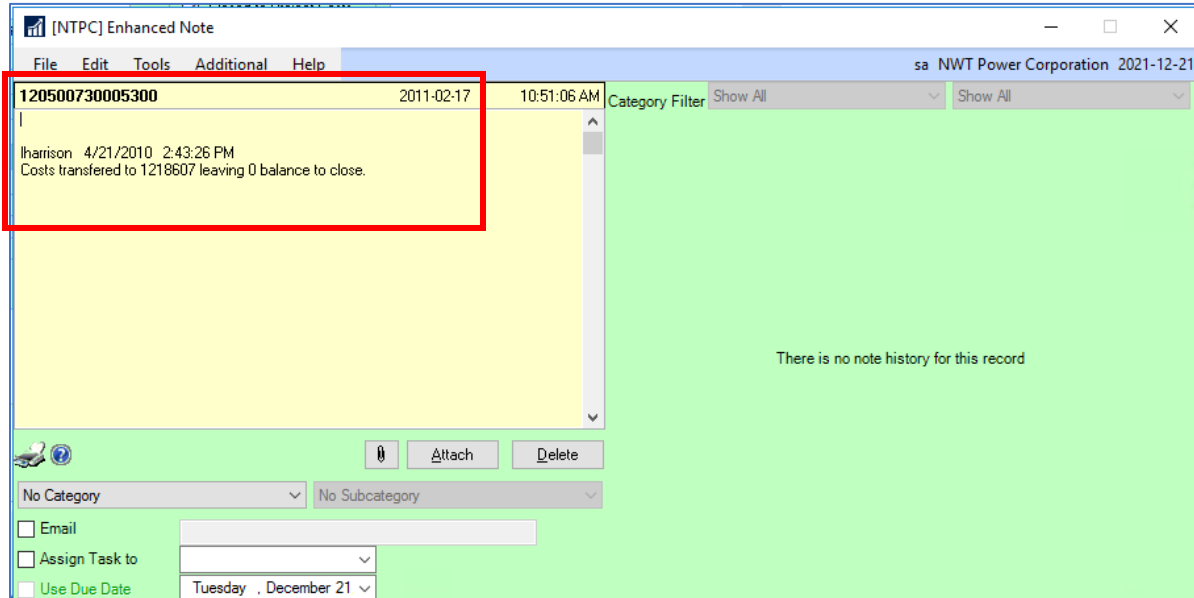 [NTPC] Enhanced Note
File Edit Tools Additional Help
sa NWT Power Corporation 2021-12-21
120500730005300 2011-02-17 10:51:06 AM
Category Filter Show All Show All
lharrison 4/21/2010 2:43:26 PM
Costs transfered to 1218607 leaving 0 balance to close.
There is no note history for this record
Attach Delete
No Category No Subcategory
Email
Assign Task to
Use Due Date Tuesday , December 21